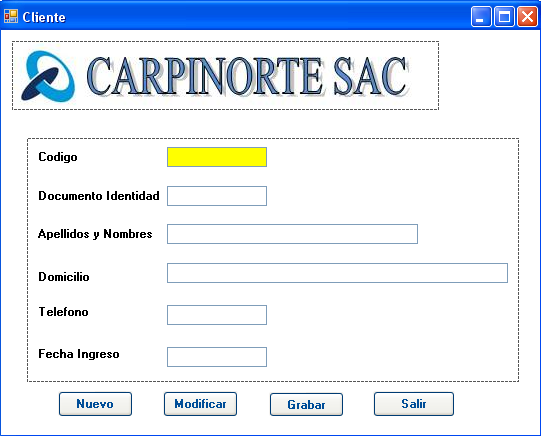 Cliente
CARPINORTE SAC
Codigo
Documento Identidad
Apellidos y Nombres
Domicilio
Telefono
Fecha Ingreso
Nuevo Modificar Grabar Salir